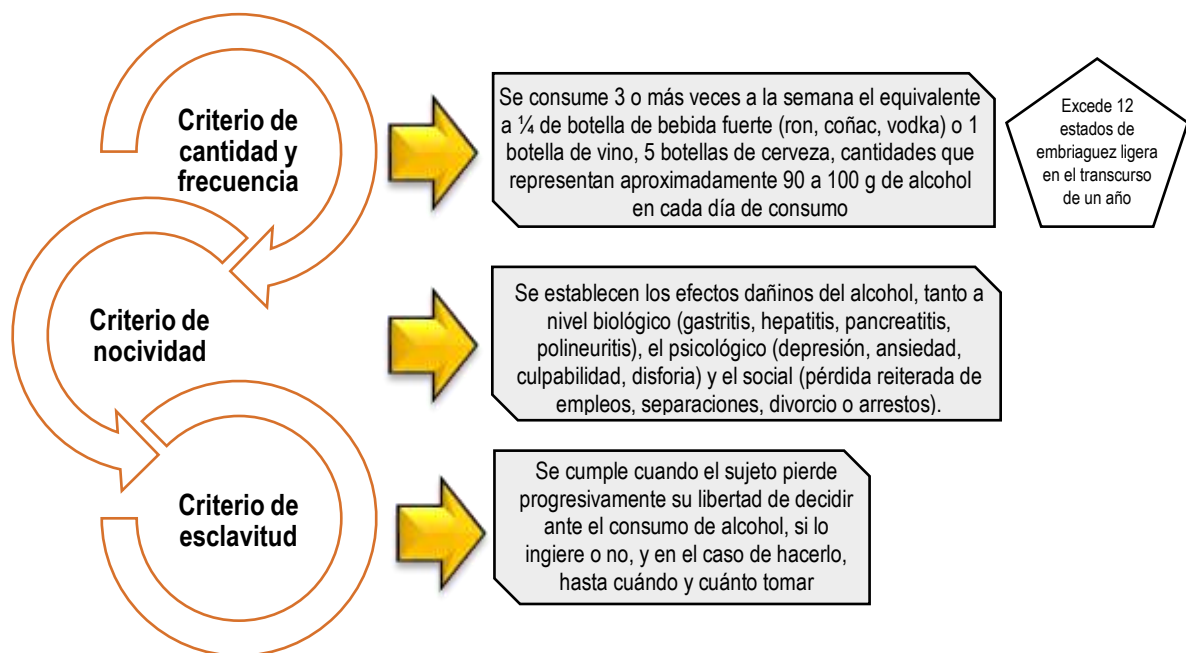 Criterio de
cantidad y
frecuencia
Se consume 3 o más veces a la semana el equivalente
a ¼ de botella de bebida fuerte (ron, coñac, vodka) o 1
botella de vino, 5 botellas de cerveza, cantidades que
representan aproximadamente 90 a 100 g de alcohol
en cada día de consumo
Excede 12
estados de
embriaguez ligera
en el transcurso
de un año
Criterio de
nocividad
Se establecen los efectos dañinos del alcohol, tanto a
nivel biológico (gastritis, hepatitis, pancreatitis,
polineuritis), el psicológico (depresión, ansiedad,
culpabilidad, disforia) y el social (pérdida reiterada de
empleos, separaciones, divorcio o arrestos).
Criterio de
esclavitud
Se cumple cuando el sujeto pierde
progresivamente su libertad de decidir
ante el consumo de alcohol, si lo
ingiere o no, y en el caso de hacerlo,
hasta cuándo y cuánto tomar